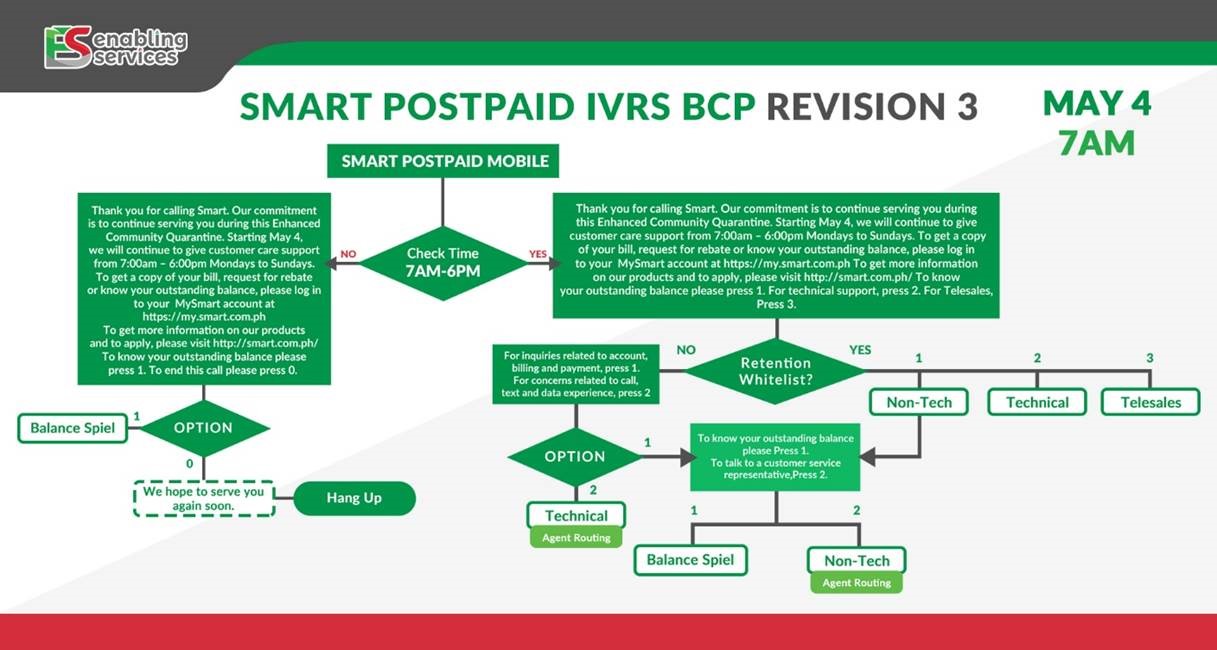 enabling
services
SMART POSTPAID IVRS BCP REVISION 3
MAY 4
7AM
SMART POSTPAID MOBILE
Thank you for calling Smart. Our commitment
is to continue serving you during this Enhanced
Community Quarantine. Starting May 4,
we will continue to give customer care support
from 7:00am – 6:00pm Mondays to Sundays.
To get a copy of your bill, request for rebate
or know your outstanding balance, please log in
to your MySmart account at
https://my.smart.com.ph
To get more information on our products
and to apply, please visit http://smart.com.ph/
To know your outstanding balance please
press 1. To end this call please press 0.
NO
Check Time
7AM-6PM
YES
Thank you for calling Smart. Our commitment is to continue serving you during
this Enhanced Community Quarantine. Starting May 4, we will continue to give
customer care support from 7:00am – 6:00pm Mondays to Sundays. To get a copy
of your bill, request for rebate or know your outstanding balance, please log in
to your MySmart account at https://my.smart.com.ph To get more information
on our products and to apply, please visit http://smart.com.ph/ To know
your outstanding balance please press 1. For technical support, press 2. For Telesales,
Press 3.
For inquiries related to account,
billing and payment, press 1.
For concerns related to call,
text and data experience, press 2
NO
Retention
Whitelist?
YES
1
2
3
Non-Tech
Technical
Telesales
Balance Spiel
1
OPTION
0
We hope to serve you
again soon.
Hang Up
OPTION
1
2
Technical
Agent Routing
To know your outstanding balance
please Press 1.
To talk to a customer service
representative,Press 2.
1
2
Balance Spiel
Non-Tech
Agent Routing